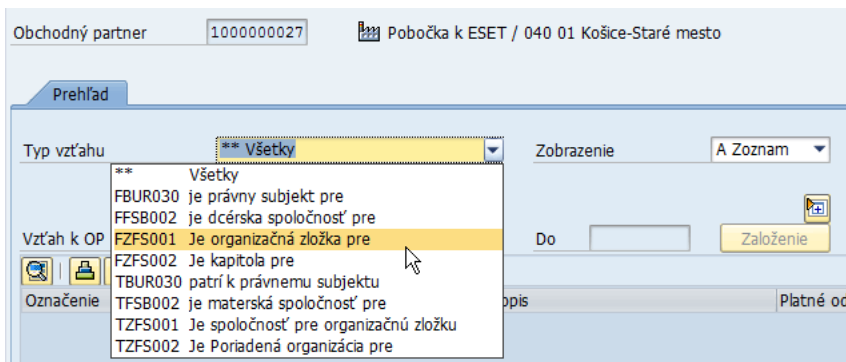 Obchodný partner 1000000027 Pobočka k ESET / 040 01 Košice-Staré mesto
Prehľad
Typ vzťahu ** Všetky Zobrazenie A Zoznam
** Všetky
FBUR030 je právny subjekt pre
FFSB002 je dcérska spoločnosť pre
Vzťah k OP FZFS001 Je organizačná zložka pre Do Založenie
FZFS002 Je kapitola pre
TBUR030 patrí k právnemu subjektu
Označenie TFSB002 je materská spoločnosť pre Platné
TZFS001 Je spoločnosť pre organizačnú zložku
TZFS002 Je Poriadená organizácia pre